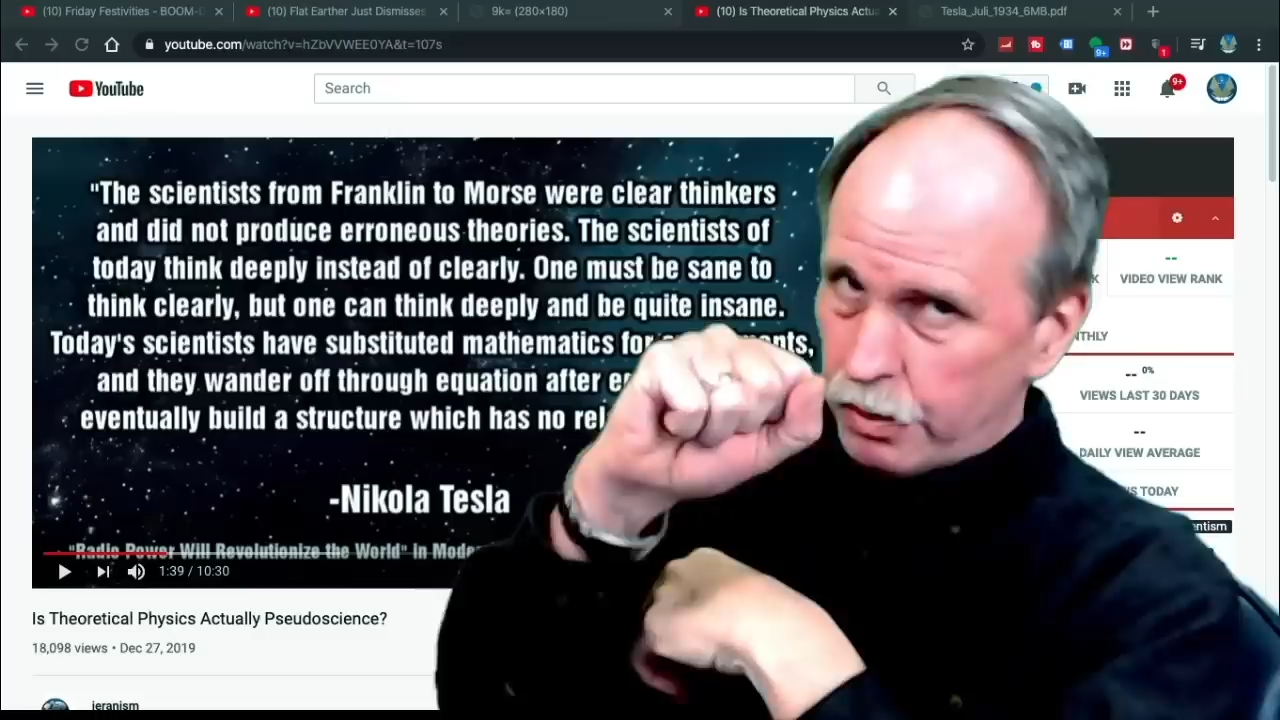 (10) Friday Festivities - BOOM-
(10) Flat Earther Just Dismisses
9k= (280×180)
(10) Is Theoretical Physics Actua
Tesla_Juli_1934_6MB.pdf
youtube.com/watch?v=hZbVVWEE0YA&t=107s
9+
1
YouTube
Search
9+
"The scientists from Franklin to Morse were clear thinkers
and did not produce erroneous theories. The scientists of
today think deeply instead of clearly. One must be sane to
think clearly, but one can think deeply and be quite insane.
Today's scientists have substituted mathematics for
and they wander off through equation after
eventually build a structure which has no
-Nikola Tesla
"Radio Power Will Revolutionize the World" in
1:39 / 10:30
VIDEO VIEW RANK
-- 0%
VIEWS LAST 30 DAYS
--
DAILY VIEW AVERAGE
TODAY
Is Theoretical Physics Actually Pseudoscience?
18,098 views • Dec 27, 2019
jeranism